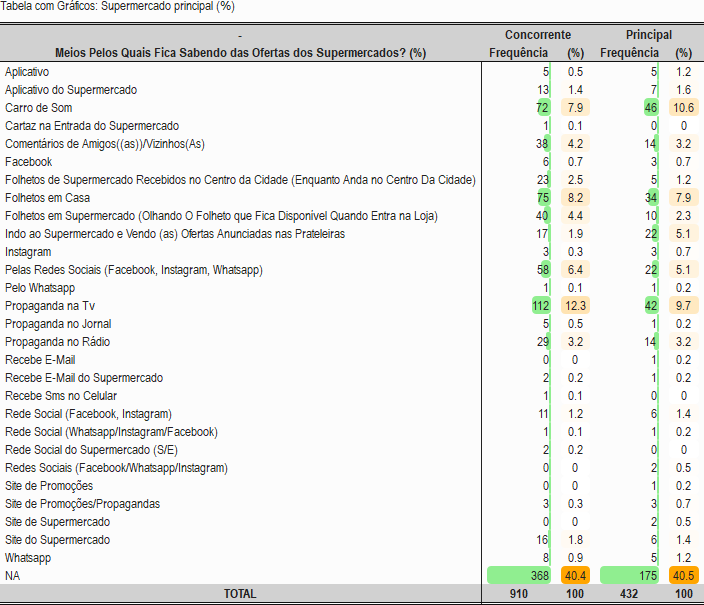 Tabela com Gráficos: Supermercado principal (%)
- Concorrente Principal
Meios Pelos Quais Fica Sabendo das Ofertas dos Supermercados? (%) Frequência (%) Frequência (%)
Aplicativo 5 0.5 5 1.2
Aplicativo do Supermercado 13 1.4 7 1.6
Carro de Som 72 7.9 46 10.6
Cartaz na Entrada do Supermercado 1 0.1 0 0
Comentários de Amigos((as))/Vizinhos(As) 38 4.2 14 3.2
Facebook 6 0.7 3 0.7
Folhetos de Supermercado Recebidos no Centro da Cidade (Enquanto Anda no Centro Da Cidade) 23 2.5 5 1.2
Folhetos em Casa 75 8.2 34 7.9
Folhetos em Supermercado (Olhando O Folheto que Fica Disponível Quando Entra na Loja) 40 4.4 10 2.3
Indo ao Supermercado e Vendo (as) Ofertas Anunciadas nas Prateleiras 17 1.9 22 5.1
Instagram 3 0.3 3 0.7
Pelas Redes Sociais (Facebook, Instagram, Whatsapp) 58 6.4 22 5.1
Pelo Whatsapp 1 0.1 1 0.2
Propaganda na Tv 112 12.3 42 9.7
Propaganda no Jornal 5 0.5 1 0.2
Propaganda no Rádio 29 3.2 14 3.2
Recebe E-Mail 0 0 1 0.2
Recebe E-Mail do Supermercado 2 0.2 1 0.2
Recebe Sms no Celular 1 0.1 0 0
Rede Social (Facebook, Instagram) 11 1.2 6 1.4
Rede Social (Whatsapp/Instagram/Facebook) 1 0.1 1 0.2
Rede Social do Supermercado (S/E) 2 0.2 0 0
Redes Sociais (Facebook/Whatsapp/Instagram) 0 0 2 0.5
Site de Promoções 0 0 1 0.2
Site de Promoções/Propagandas 3 0.3 3 0.7
Site de Supermercado 0 0 2 0.5
Site do Supermercado 16 1.8 6 1.4
Whatsapp 8 0.9 5 1.2
NA 368 40.4 175 40.5
TOTAL 910 100 432 100